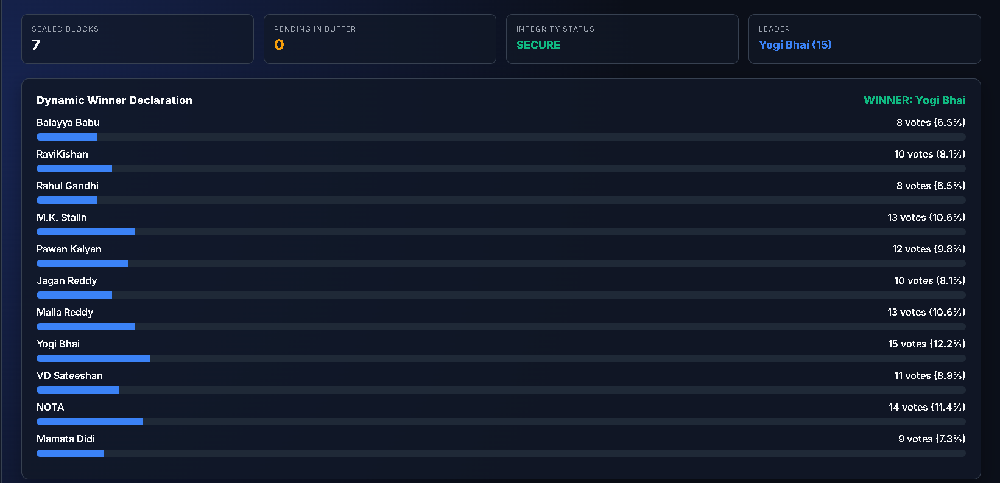 SEALED BLOCKS
7
PENDING IN BUFFER
0
INTEGRITY STATUS
SECURE
LEADER
Yogi Bhai (15)
Dynamic Winner Declaration
WINNER: Yogi Bhai
Balayya Babu
8 votes (6.5%)
RaviKishan
10 votes (8.1%)
Rahul Gandhi
8 votes (6.5%)
M.K. Stalin
13 votes (10.6%)
Pawan Kalyan
12 votes (9.8%)
Jagan Reddy
10 votes (8.1%)
Malla Reddy
13 votes (10.6%)
Yogi Bhai
15 votes (12.2%)
VD Sateeshan
11 votes (8.9%)
NOTA
14 votes (11.4%)
Mamata Didi
9 votes (7.3%)